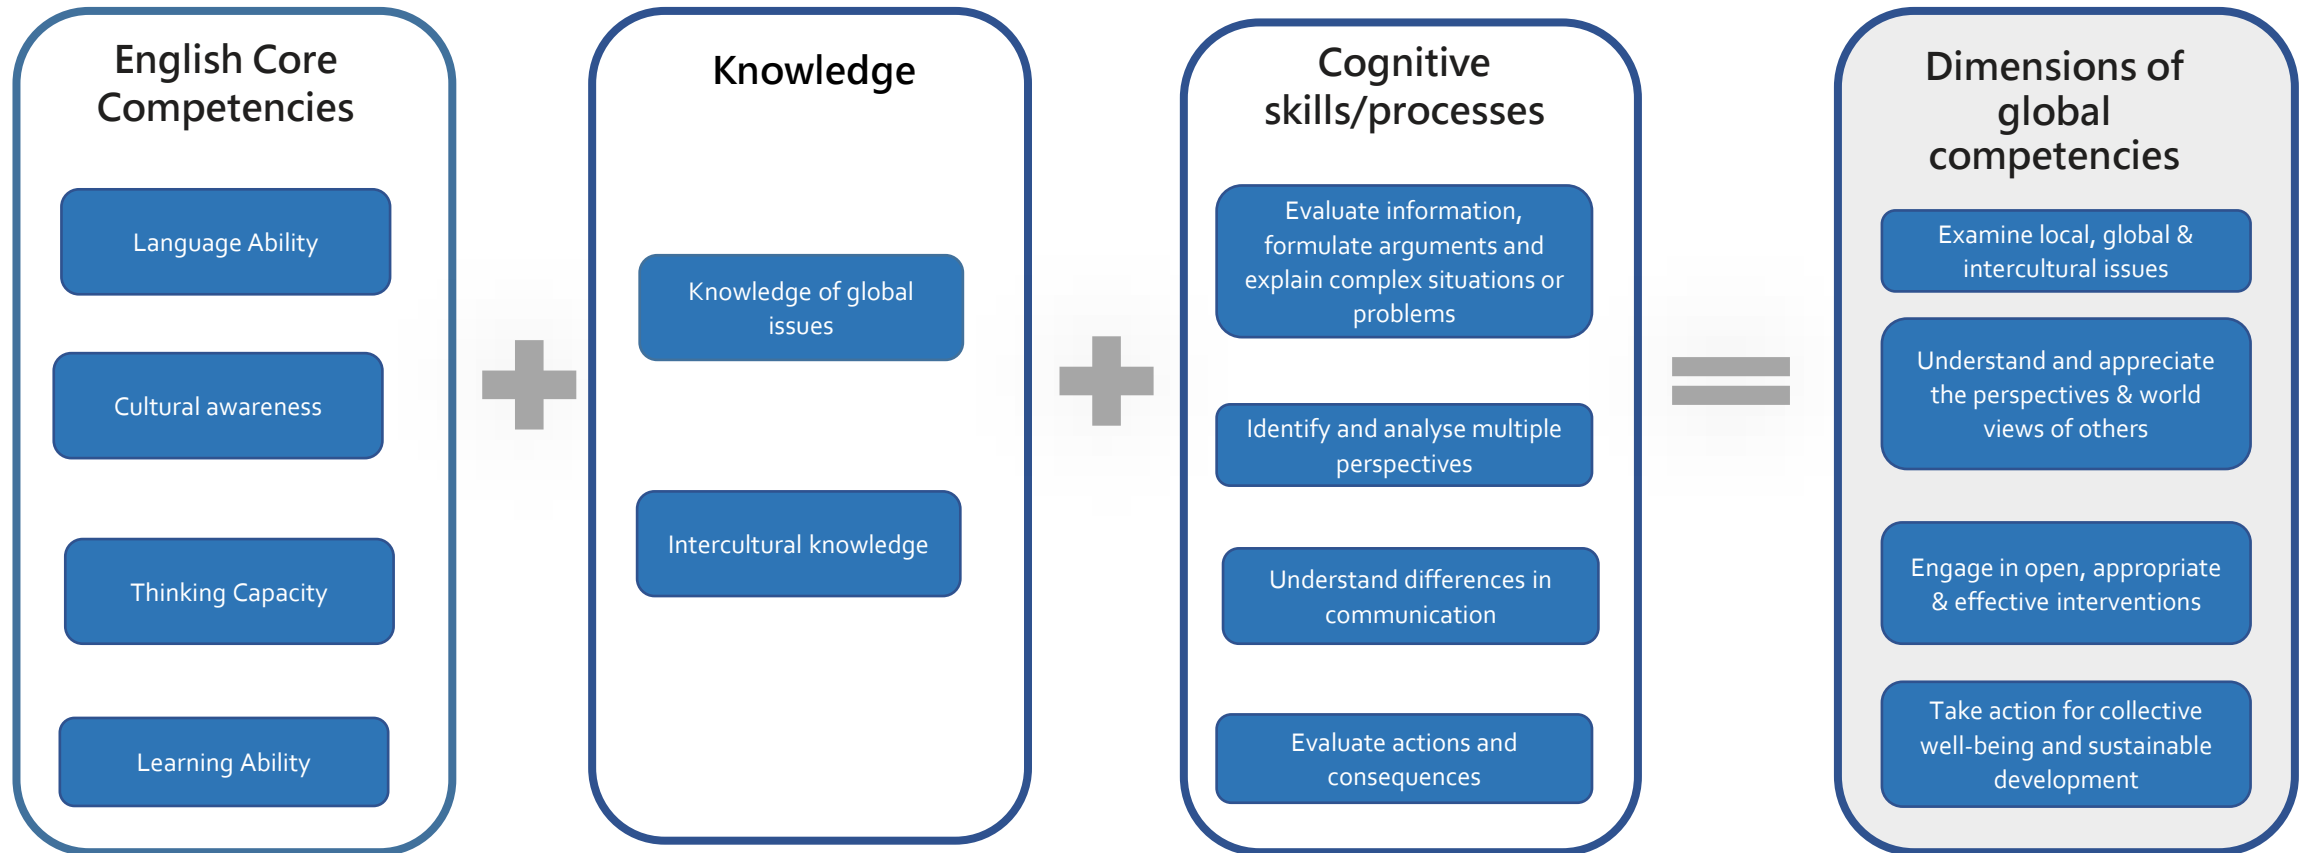 English Core
Competencies
Language Ability
Cultural awareness
Thinking Capacity
Learning Ability
Knowledge
Knowledge of global
issues
Intercultural knowledge
Cognitive
skills/processes
Evaluate information,
formulate arguments and
explain complex situations or
problems
Identify and analyse multiple
perspectives
Understand differences in
communication
Evaluate actions and
consequences
Dimensions of
global
competencies
Examine local, global &
intercultural issues
Understand and appreciate
the perspectives & world
views of others
Engage in open, appropriate
& effective interventions
Take action for collective
well-being and sustainable
development